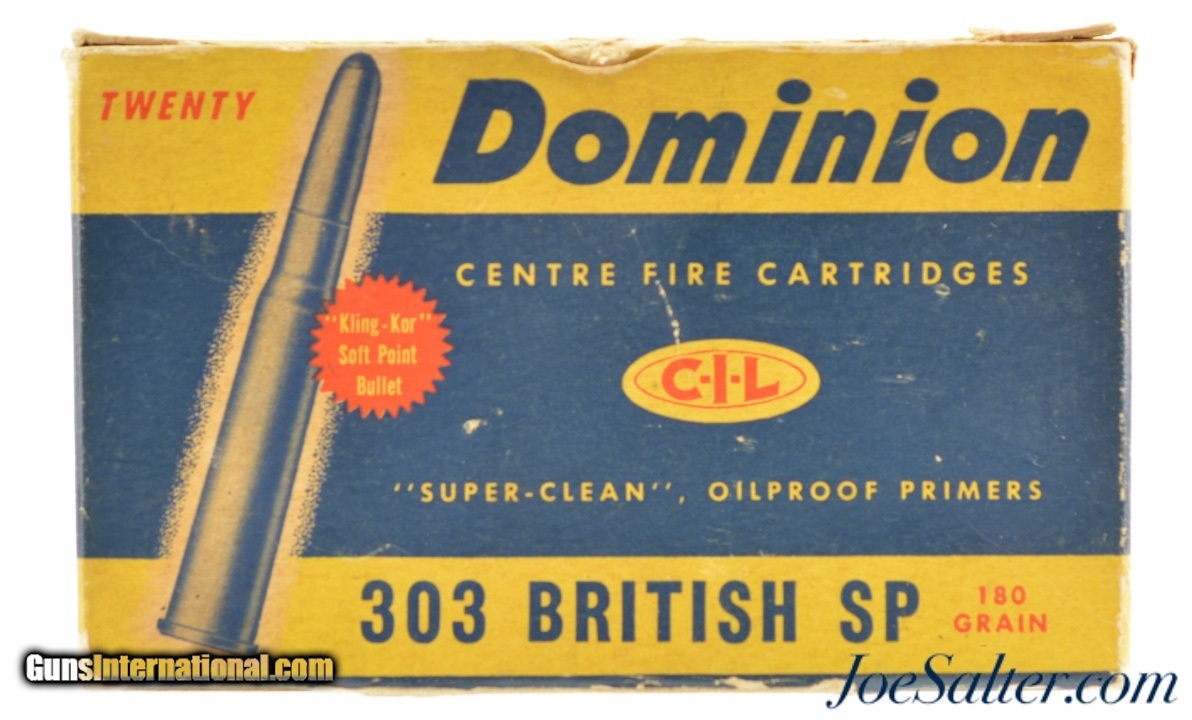 TWENTY
Dominion
CENTRE FIRE CARTRIDGES
"Kling-Kor"
Soft Point
Bullet
C-I-L
"SUPER-CLEAN", OILPROOF PRIMERS
303 BRITISH SP
180
GRAIN
GunsInternational.com
JoeSalter.com